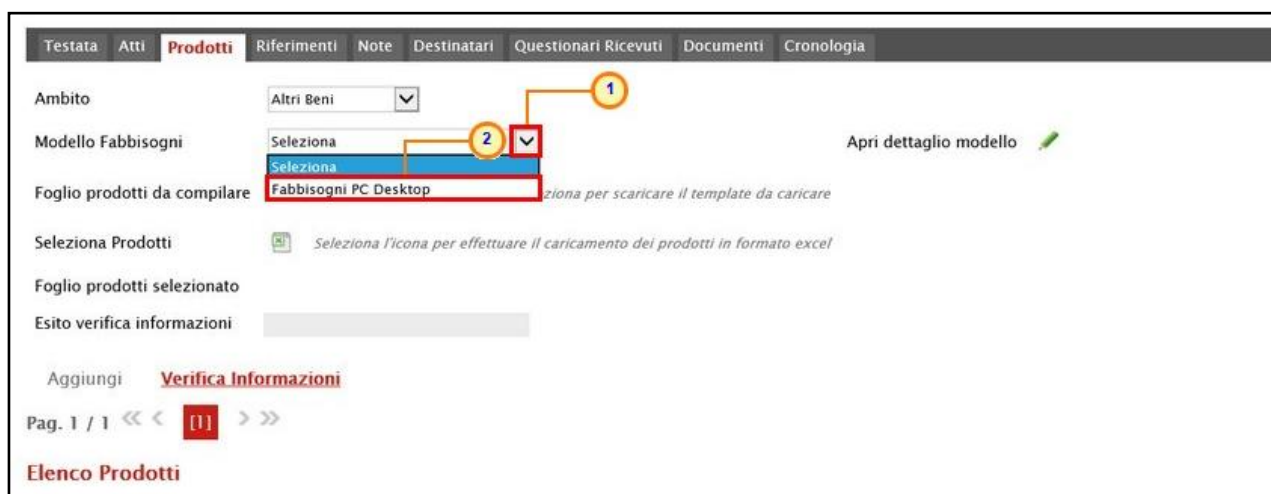 Testata Atti Prodotti Riferimenti Note Destinatari Questionari Ricevuti Documenti Cronologia
Ambito Altri Beni 1
Modello Fabbisogni Seleziona 2 Apri dettaglio modello
Seleziona
Foglio prodotti da compilare Fabbisogni PC Desktop ziona per scaricare il template da caricare
Seleziona Prodotti Seleziona l'icona per effettuare il caricamento dei prodotti in formato excel
Foglio prodotti selezionato
Esito verifica informazioni
Aggiungi Verifica Informazioni
Pag. 1 / 1 << < [1] > >>
Elenco Prodotti